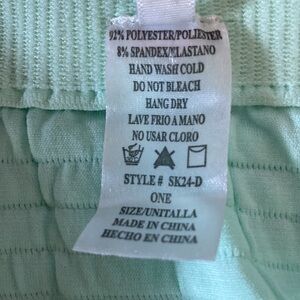 92% POLYESTER/POLIESTER
8% SPANDEX/ELASTANO
HAND WASH COLD
DO NOT BLEACH
HANG DRY
LAVE FRIO A MANO
NO USAR CLORO
STYLE # SK24-D
ONE
SIZE/UNITALLA
MADE IN CHINA
HECHO EN CHINA